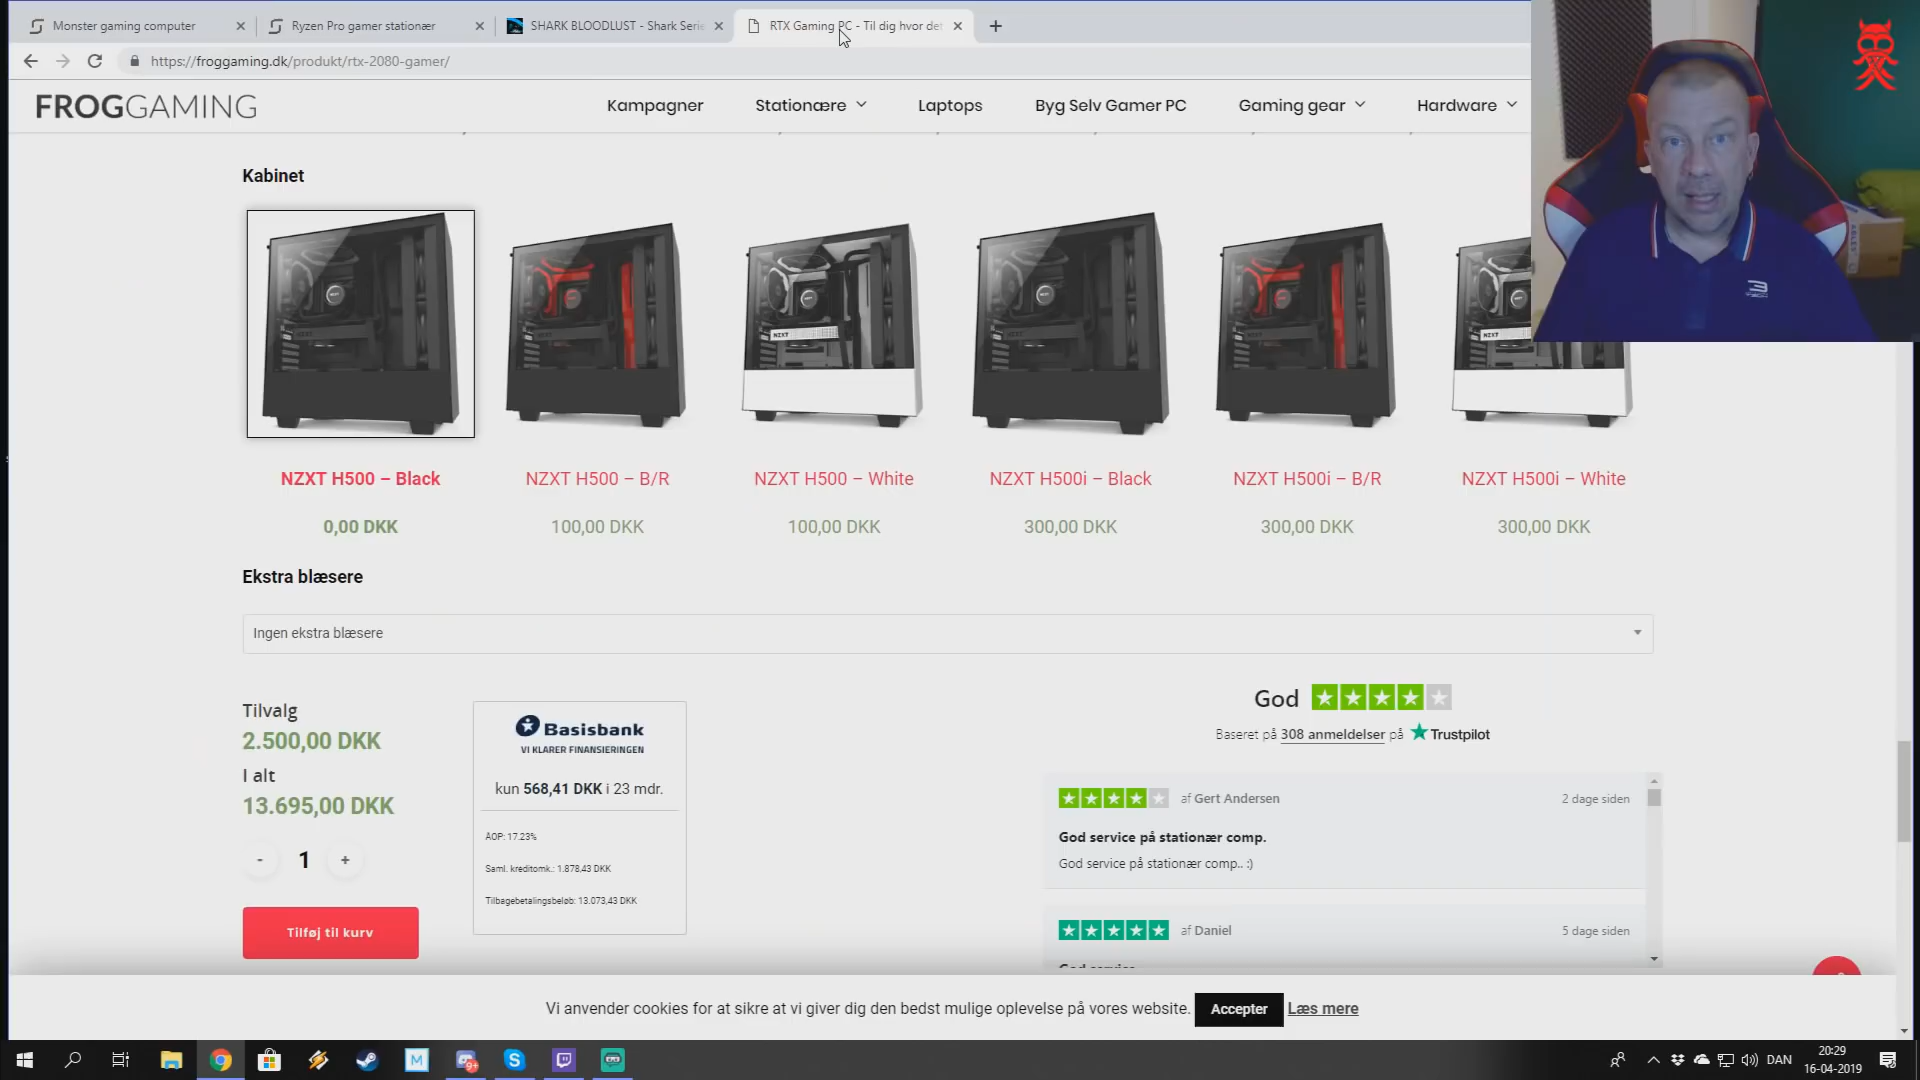 Monster gaming computer
Ryzen Pro gamer stationær
SHARK BLOODLUST - Shark Serie
RTX Gaming PC - Til dig hvor det
https://froggaming.dk/produkt/rtx-2080-gamer/
FROGGAMING
Kampagner
Stationære
Laptops
Byg Selv Gamer PC
Gaming gear
Hardware
Kabinet
NZXT H500 – Black
NZXT H500 – B/R
NZXT H500 – White
NZXT H500i – Black
NZXT H500i – B/R
NZXT H500i – White
0,00 DKK
100,00 DKK
100,00 DKK
300,00 DKK
300,00 DKK
300,00 DKK
Ekstra blæsere
Ingen ekstra blæsere
Tilvalg
2.500,00 DKK
I alt
13.695,00 DKK
- 1 +
Tilføj til kurv
Basisbank
VI KLARER FINANSIERINGEN
kun 568,41 DKK i 23 mdr.
ÅOP: 17.23%
Saml. kreditomk.: 1.878,43 DKK
Tilbagebetalingsbeløb: 13.073,43 DKK
God
Baseret på 308 anmeldelser på Trustpilot
af Gert Andersen
2 dage siden
God service på stationær comp.
God service på stationær comp.. :)
af Daniel
5 dage siden
God service
Vi anvender cookies for at sikre at vi giver dig den bedst mulige oplevelse på vores website.
Accepter
Læs mere
DAN
20:29
16-04-2019